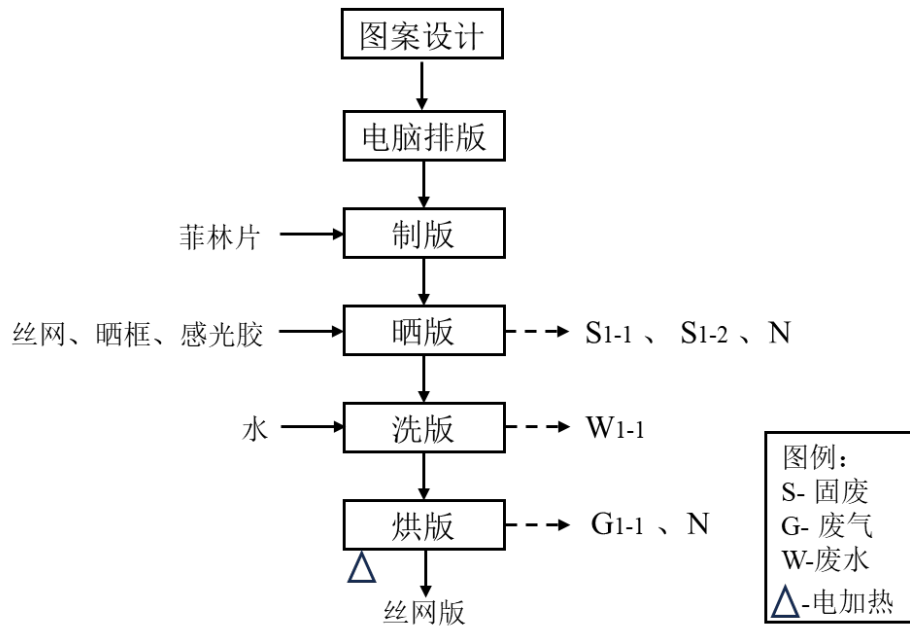 图案设计
电脑排版
菲林片
制版
丝网、晒框、感光胶
晒版
S1-1 、 S1-2 、N
水
洗版
W1-1
烘版
G1-1 、N
丝网版
图例：
S- 固废
G- 废气
W-废水
-电加热